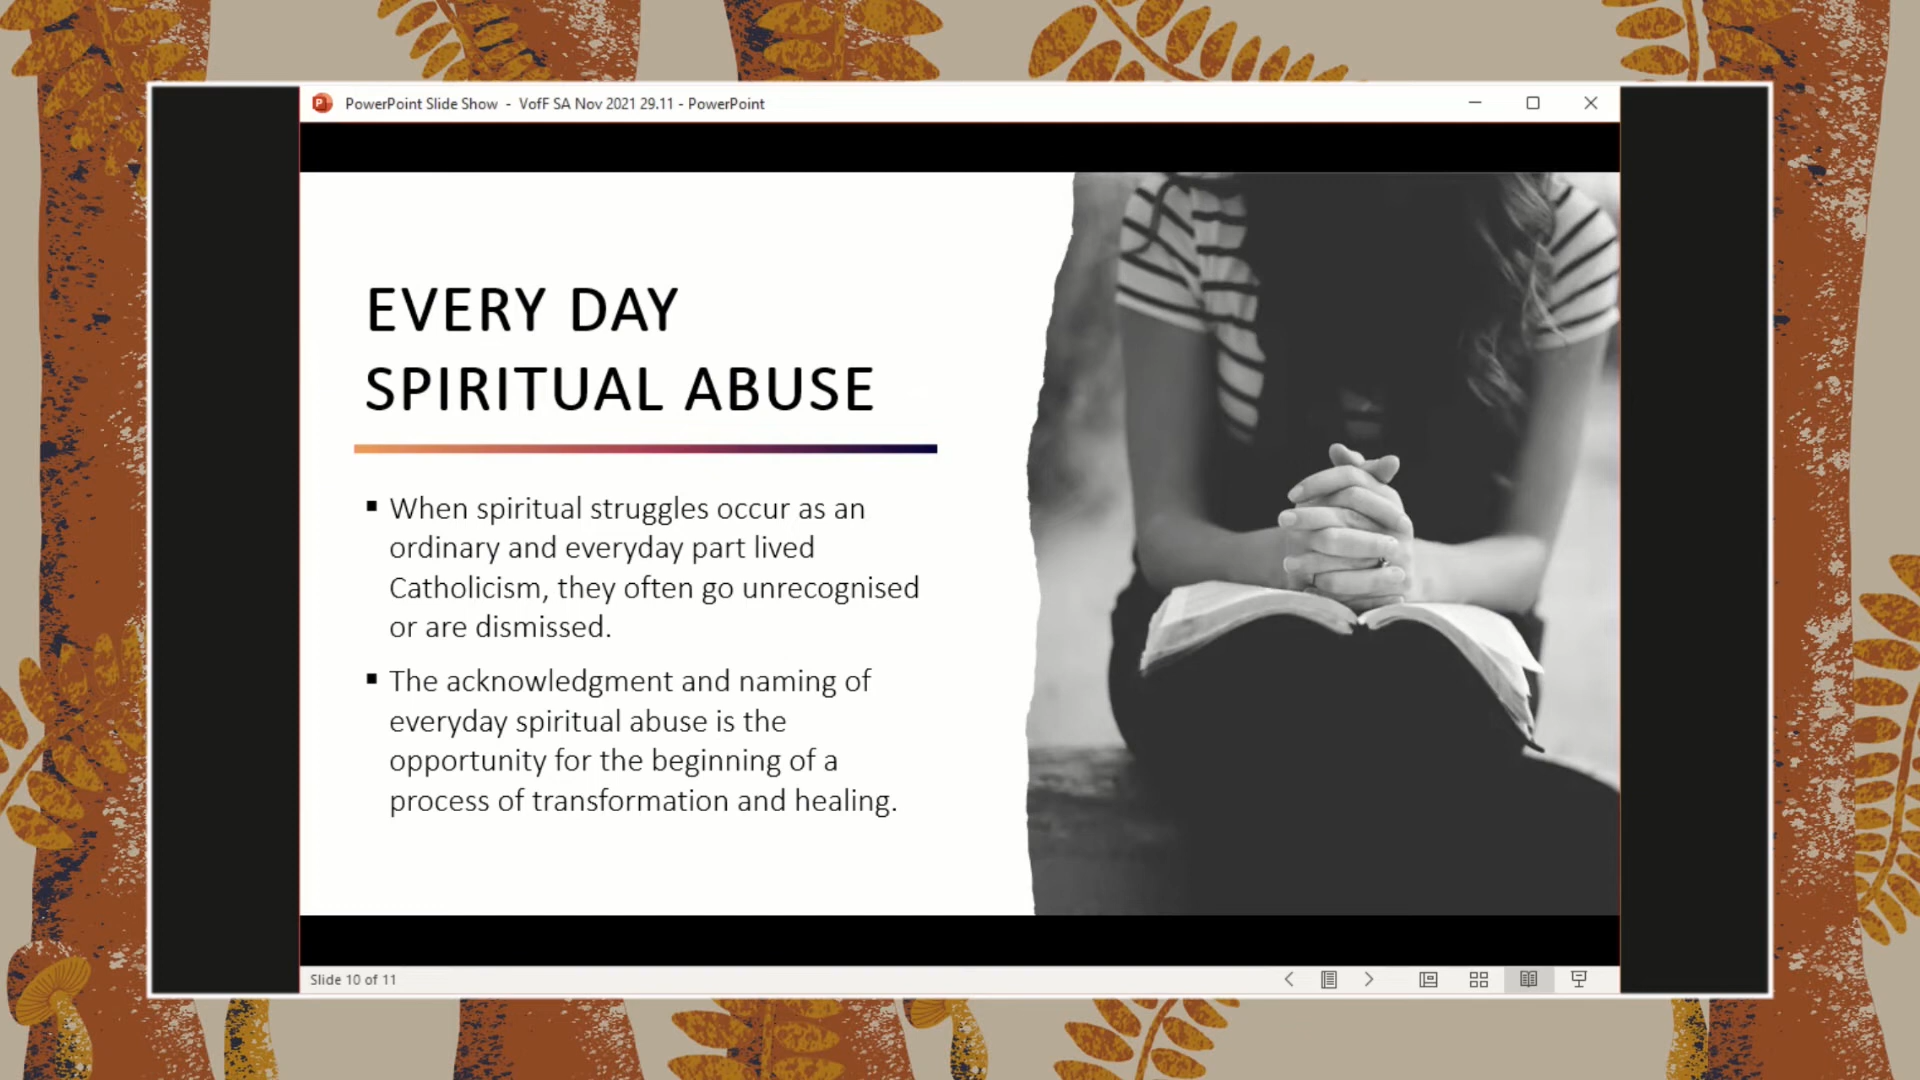 PowerPoint Slide Show - VofF SA Nov 2021 29.11 - PowerPoint
EVERY DAY
SPIRITUAL ABUSE
▪ When spiritual struggles occur as an
ordinary and everyday part lived
Catholicism, they often go unrecognised
or are dismissed.
▪ The acknowledgment and naming of
everyday spiritual abuse is the
opportunity for the beginning of a
process of transformation and healing.
Slide 10 of 11